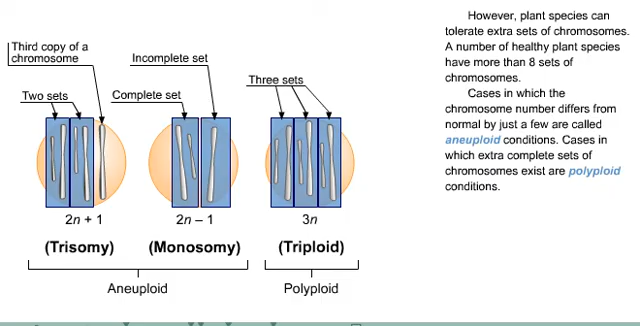 However, plant species can
tolerate extra sets of chromosomes.
A number of healthy plant species
have more than 8 sets of
chromosomes.
Cases in which the
chromosome number differs from
normal by just a few are called
aneuploid conditions. Cases in
which extra complete sets of
chromosomes exist are polyploid
conditions.
Third copy of a
chromosome
Incomplete set
Two sets
Complete set
Three sets
2n + 1
2n – 1
3n
(Trisomy)
(Monosomy)
(Triploid)
Aneuploid
Polyploid